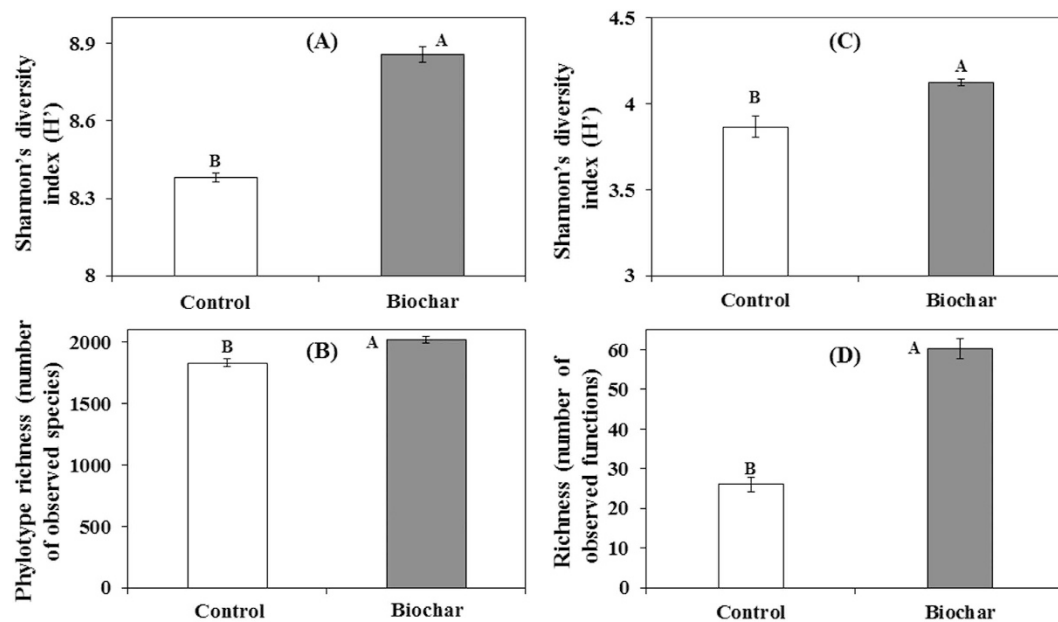 Shannon's diversity
index (H')
8.9
8.6
8.3
8
(A)
B
A
Control
Biochar
Shannon's diversity
index (H')
4.5
4
3.5
3
(C)
B
A
Control
Biochar
Phylotype richness (number
of observed species)
2000
1500
1000
500
0
(B)
B
A
Control
Biochar
Richness (number of
observed functions)
60
50
40
30
20
10
0
(D)
B
A
Control
Biochar